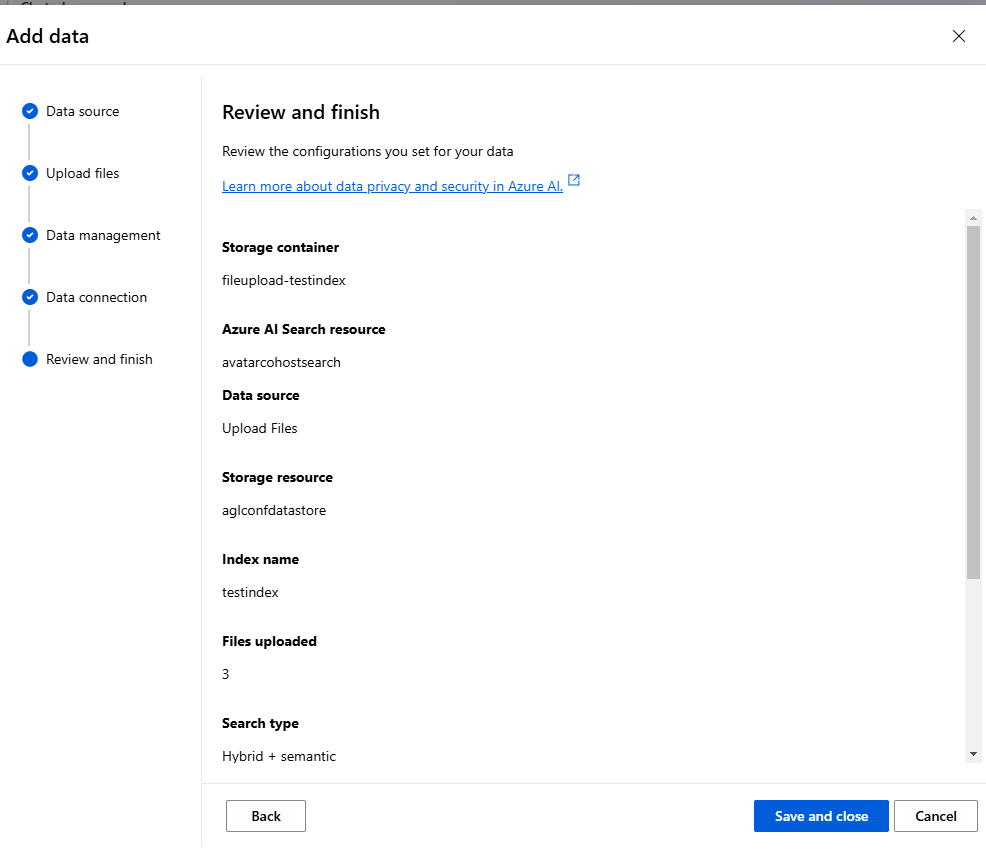 Add data
Data source
Upload files
Data management
Data connection
Review and finish
Review and finish
Review the configurations you set for your data
Learn more about data privacy and security in Azure AI.
Storage container
fileupload-testindex
Azure AI Search resource
avatarcohostsearch
Data source
Upload Files
Storage resource
aglconfdatastore
Index name
testindex
Files uploaded
3
Search type
Hybrid + semantic
Back
Save and close
Cancel